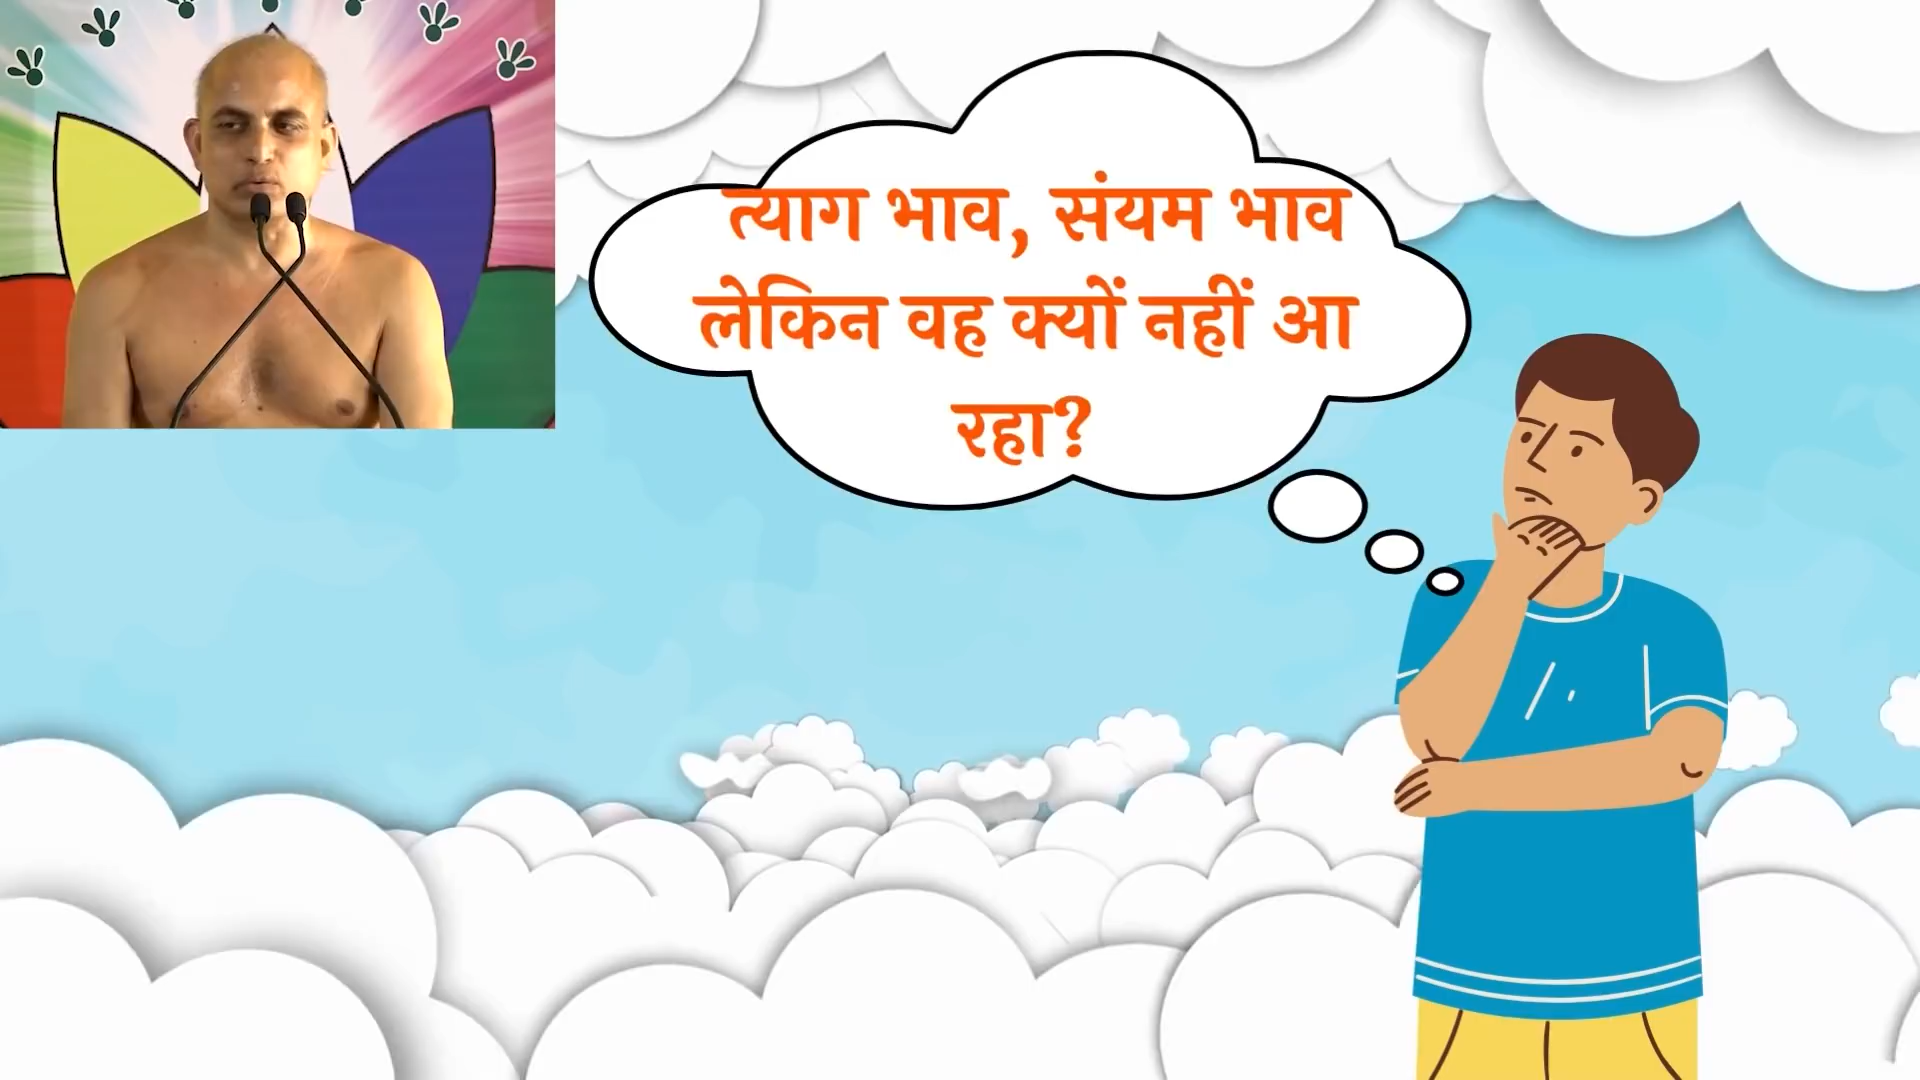 त्याग भाव, संयम भाव
लेकिन वह क्यों नहीं आ
रहा?